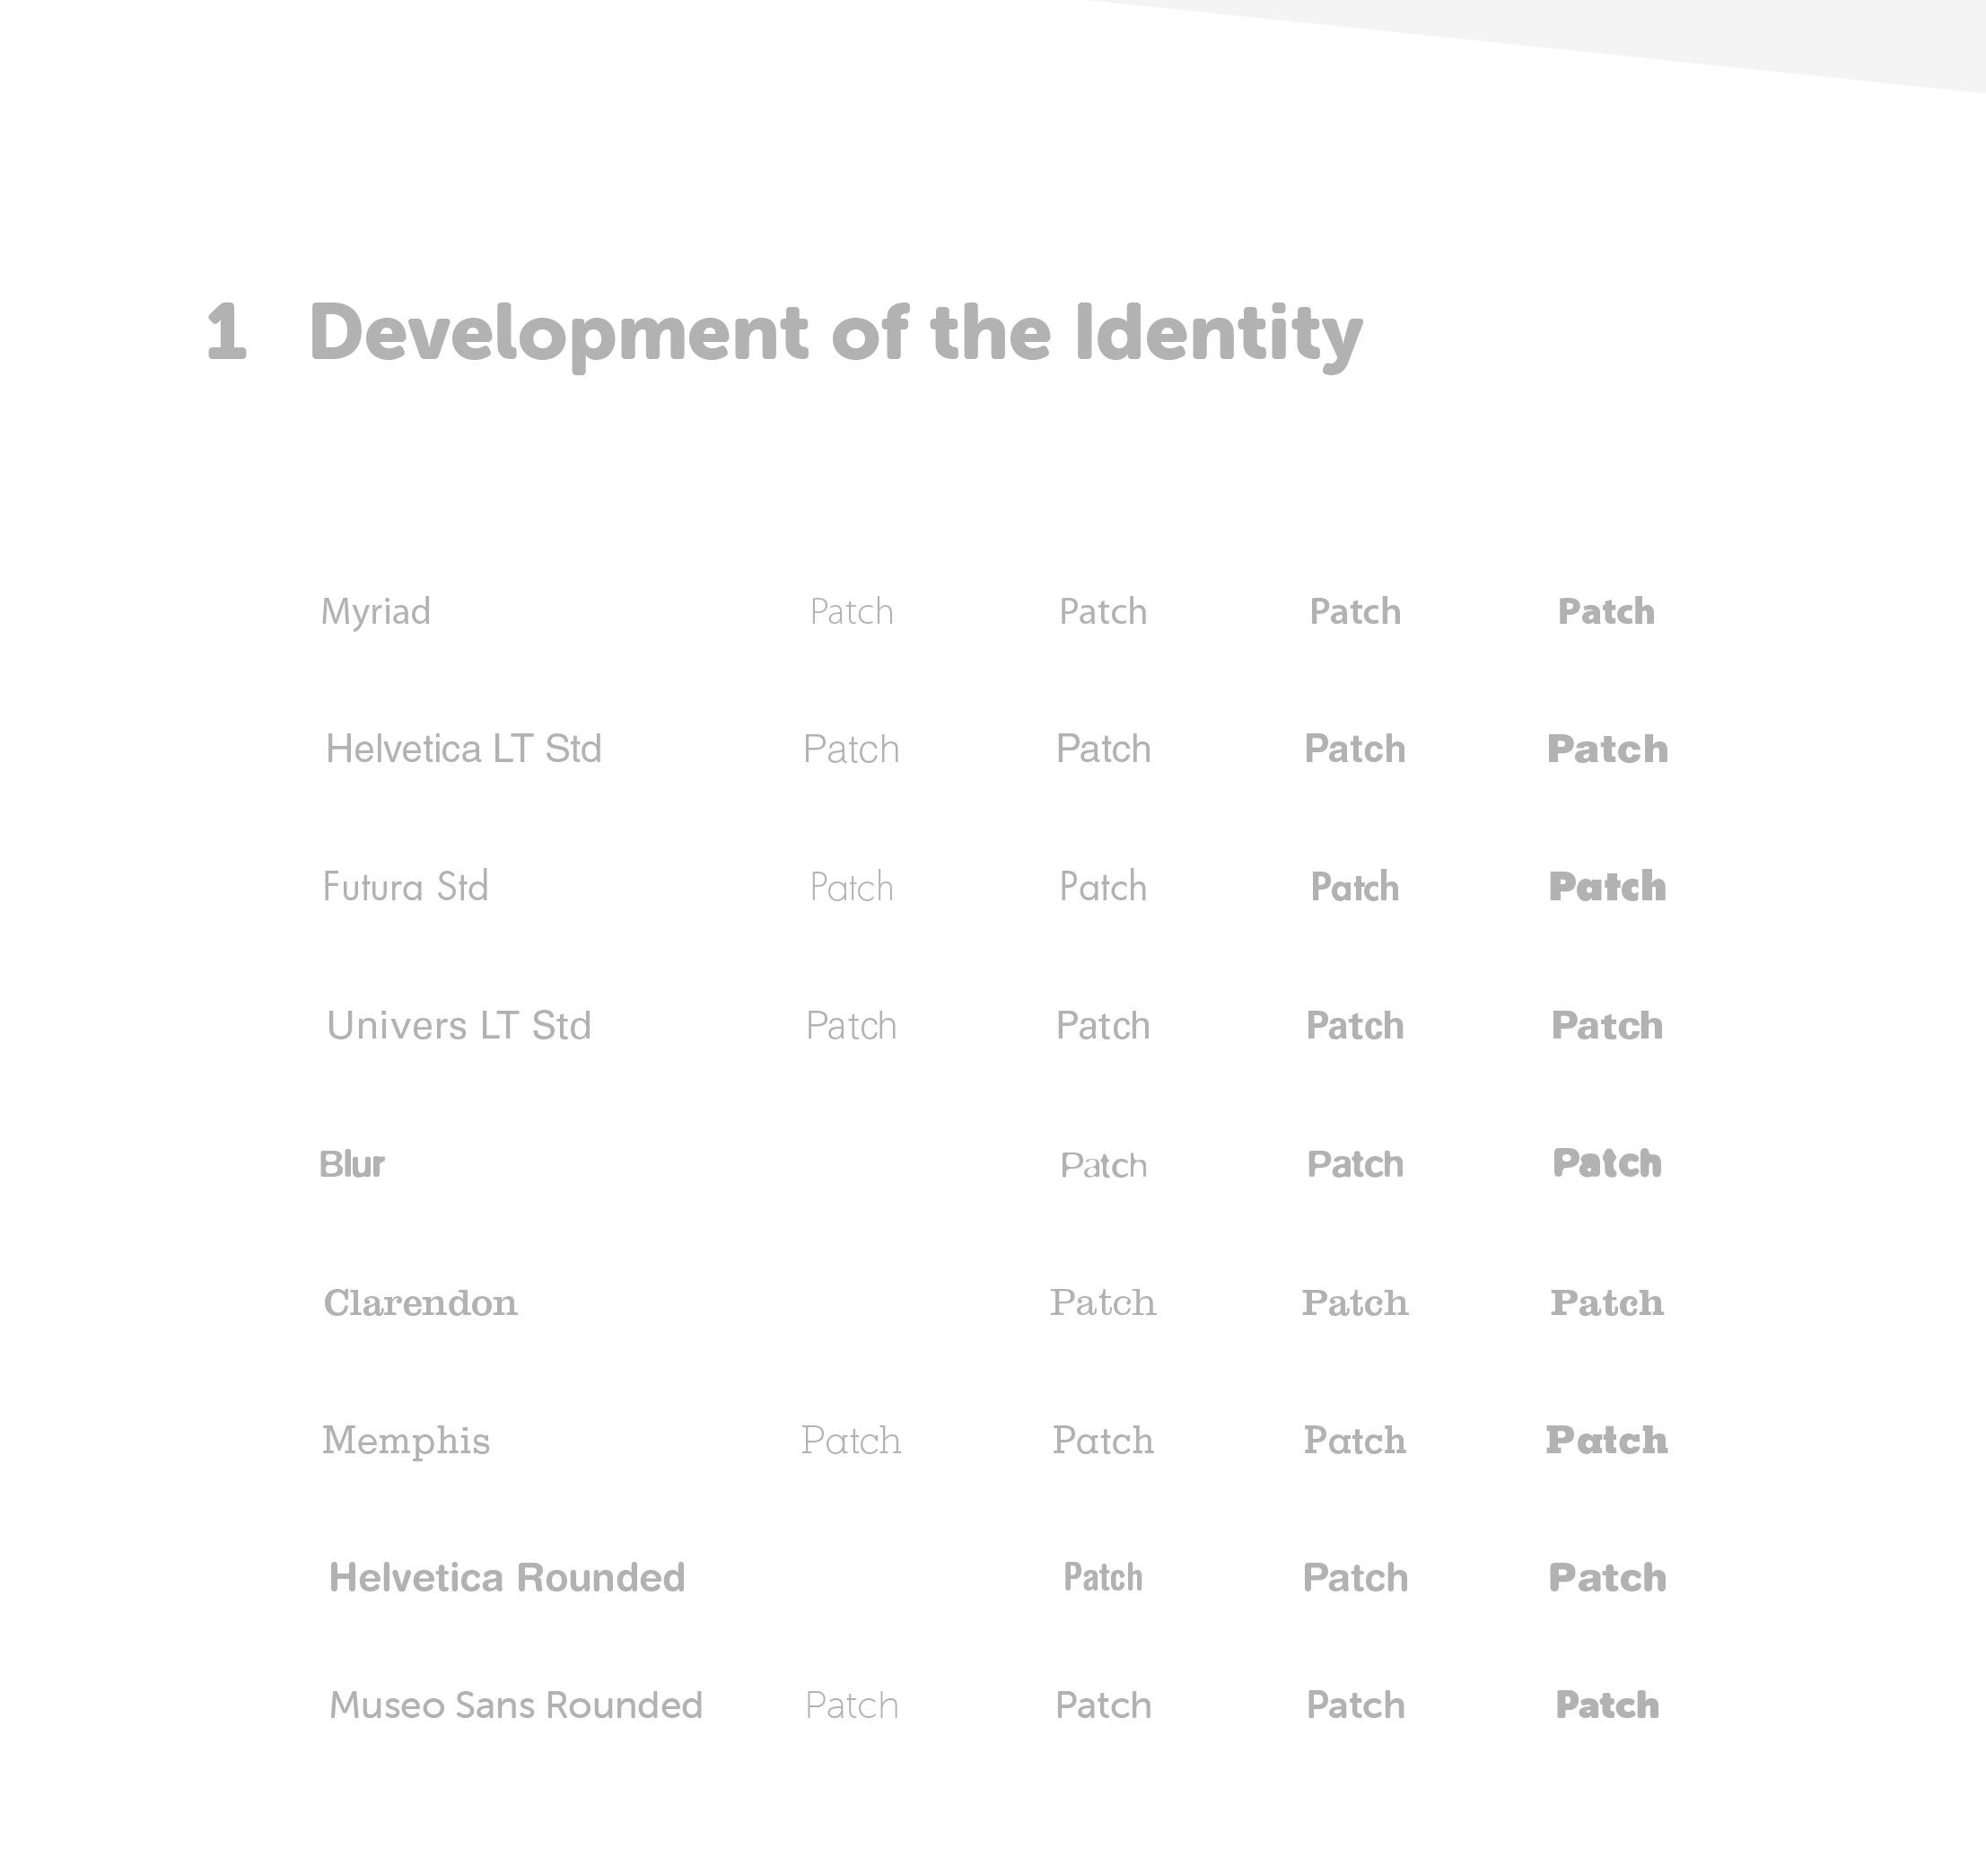 1 Development of the Identity
Myriad Patch Patch Patch Patch
Helvetica LT Std Patch Patch Patch Patch
Futura Std Patch Patch Patch Patch
Univers LT Std Patch Patch Patch Patch
Blur Patch Patch Patch
Clarendon Patch Patch Patch
Memphis Patch Patch Patch Patch
Helvetica Rounded Patch Patch Patch
Museo Sans Rounded Patch Patch Patch Patch